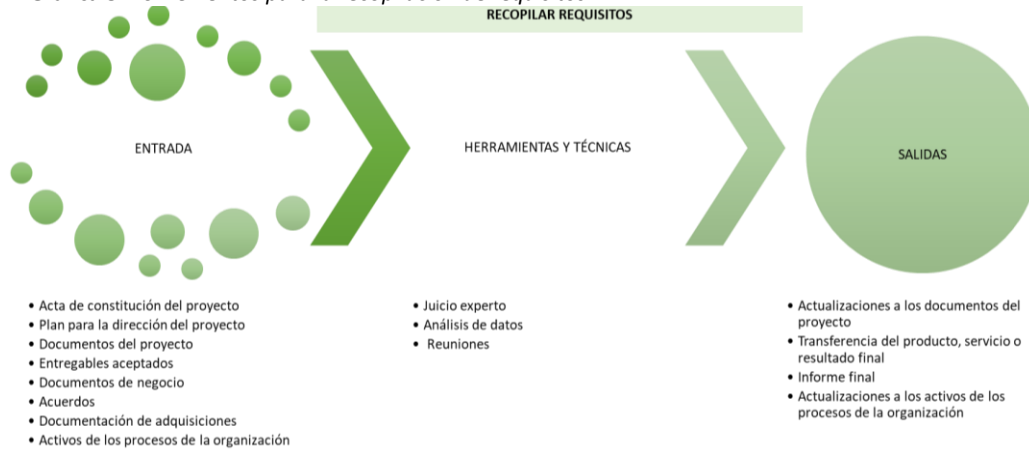 RECOPILAR REQUISITOS
ENTRADA
HERRAMIENTAS Y TÉCNICAS
SALIDAS
• Acta de constitución del proyecto
• Plan para la dirección del proyecto
• Documentos del proyecto
• Entregables aceptados
• Documentos de negocio
• Acuerdos
• Documentación de adquisiciones
• Activos de los procesos de la organización
• Juicio experto
• Análisis de datos
• Reuniones
• Actualizaciones a los documentos del
proyecto
• Transferencia del producto, servicio o
resultado final
• Informe final
• Actualizaciones a los activos de los
procesos de la organización